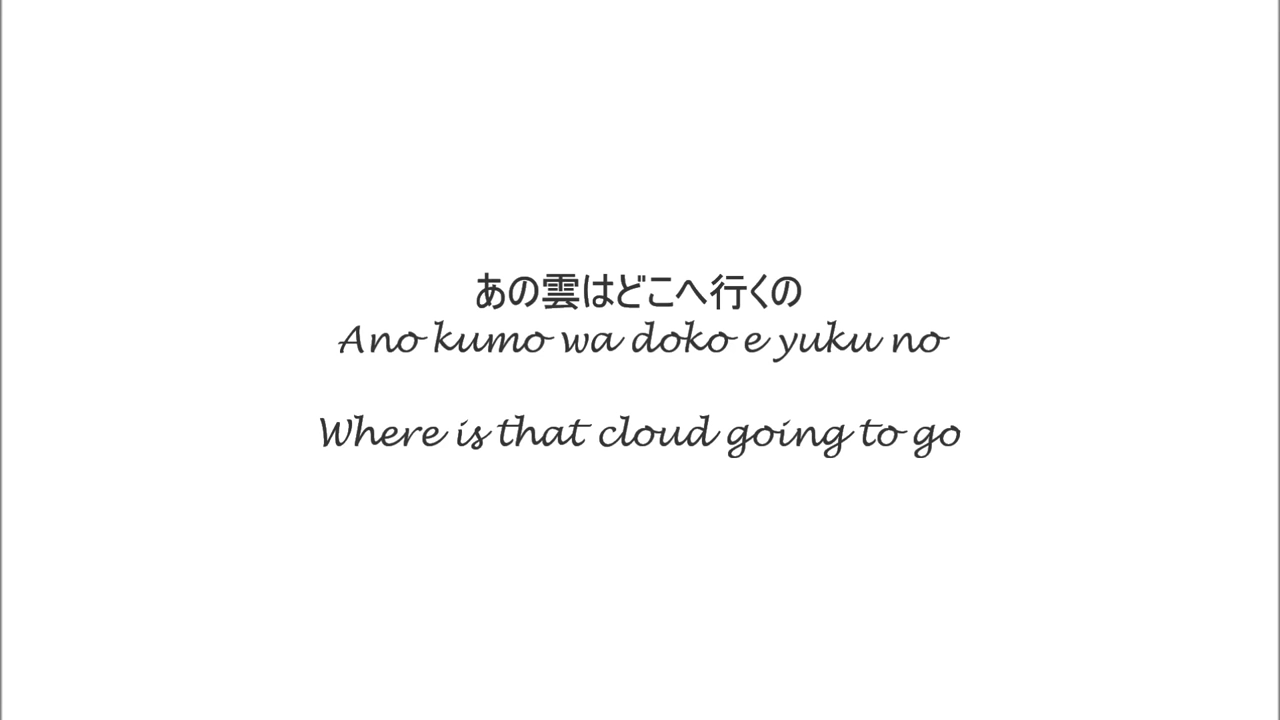 あの雲はどこへ行くの
Ano kumo wa doko e yuku no
Where is that cloud going to go